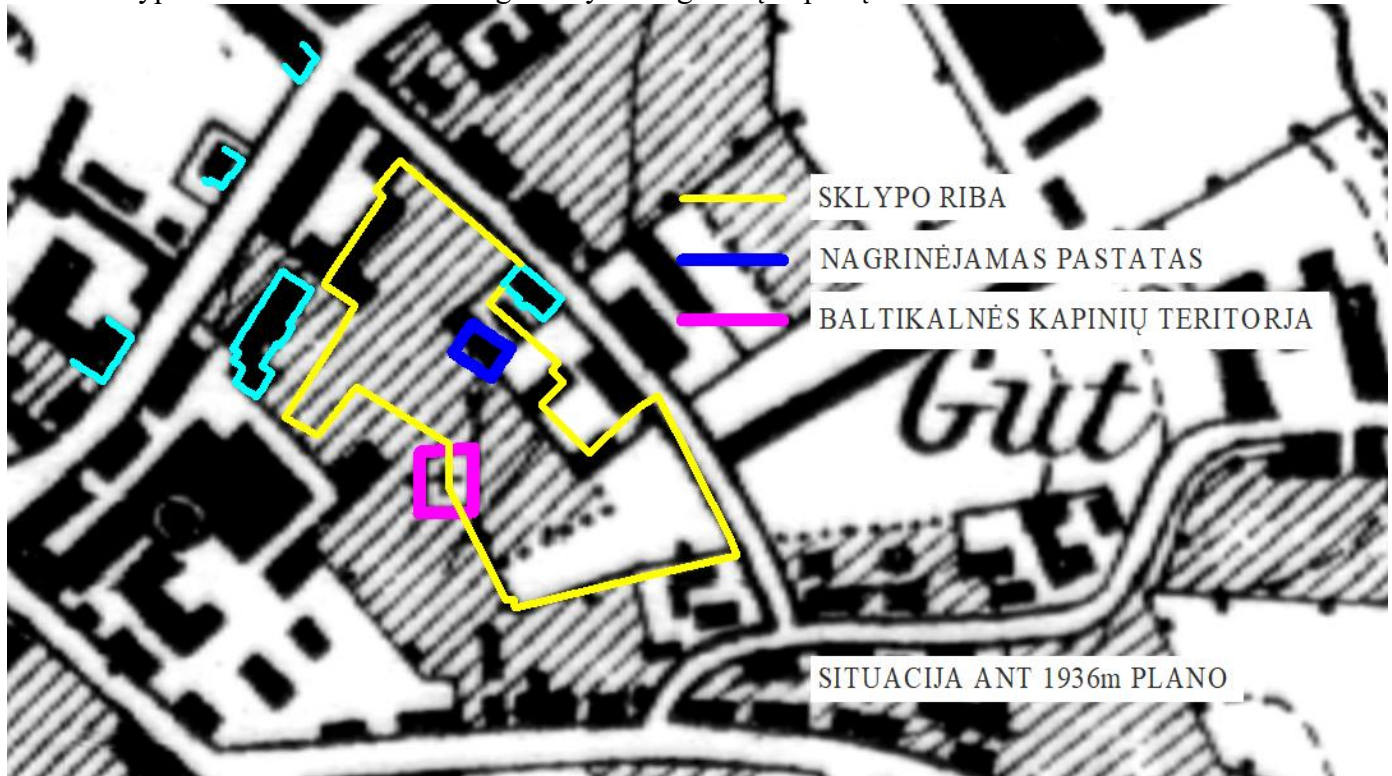 SKLYPO RIBA
NAGRINĖJAMAS PASTATAS
BALTIKALNĖS KAPINIŲ TERITORJA
Gut
SITUACIJA ANT 1936m PLANO